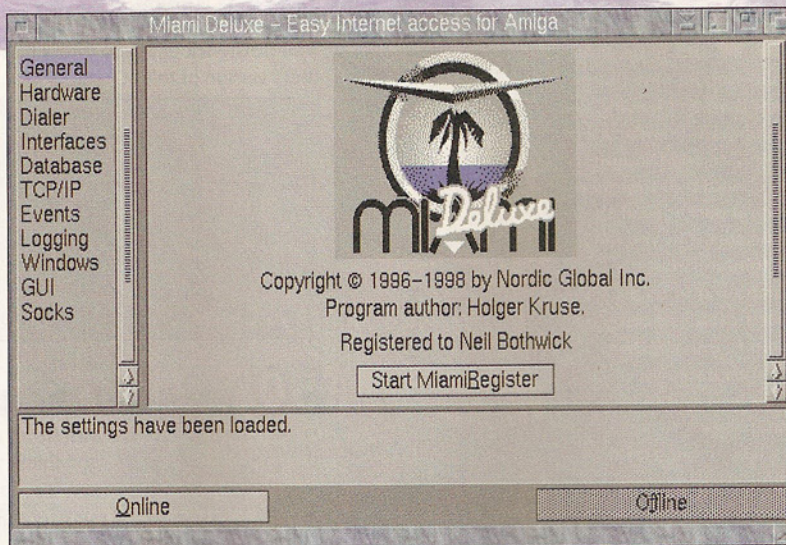 Miami Deluxe – Easy Internet access for Amiga
General
Hardware
Dialer
Interfaces
Database
TCP/IP
Events
Logging
Windows
GUI
Socks
MIAMI
Deluxe
Copyright © 1996–1998 by Nordic Global Inc.
Program author: Holger Kruse.
Registered to Neil Bothwick
Start MiamiRegister
The settings have been loaded.
Online
Offline